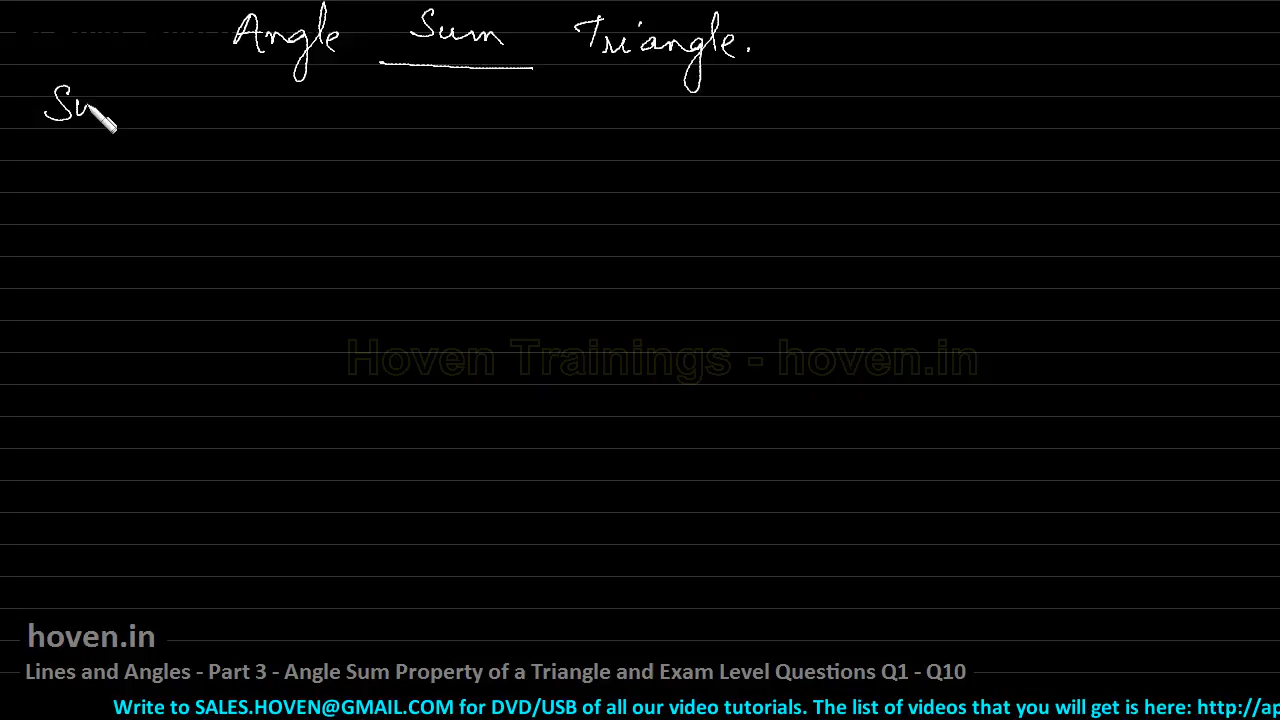 Angle Sum Triangle.
Su
Hoven Trainings - hoven.in
hoven.in
Lines and Angles - Part 3 - Angle Sum Property of a Triangle and Exam Level Questions Q1 - Q10
Write to SALES.HOVEN@GMAIL.COM for DVD/USB of all our video tutorials. The list of videos that you will get is here: http://ap